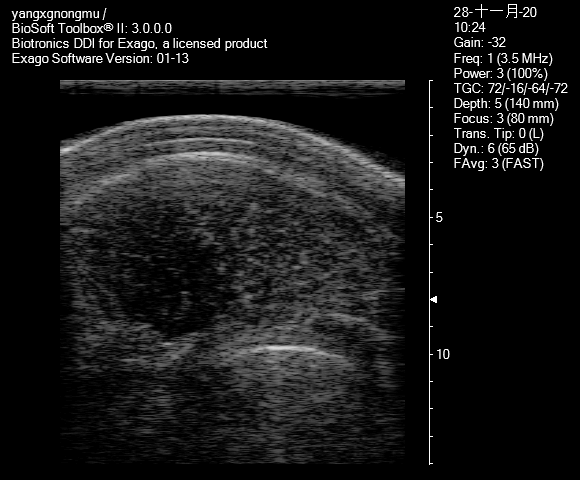 yangxgnongmu /
BioSoft Toolbox® II: 3.0.0.0
Biotronics DDI for Exago, a licensed product
Exago Software Version: 01-13
28-十一月-20
10:24
Gain: -32
Freq: 1 (3.5 MHz)
Power: 3 (100%)
TGC: 72/-16/-64/-72
Depth: 5 (140 mm)
Focus: 3 (80 mm)
Trans. Tip: 0 (L)
Dyn.: 6 (65 dB)
FAvg: 3 (FAST)
5
10